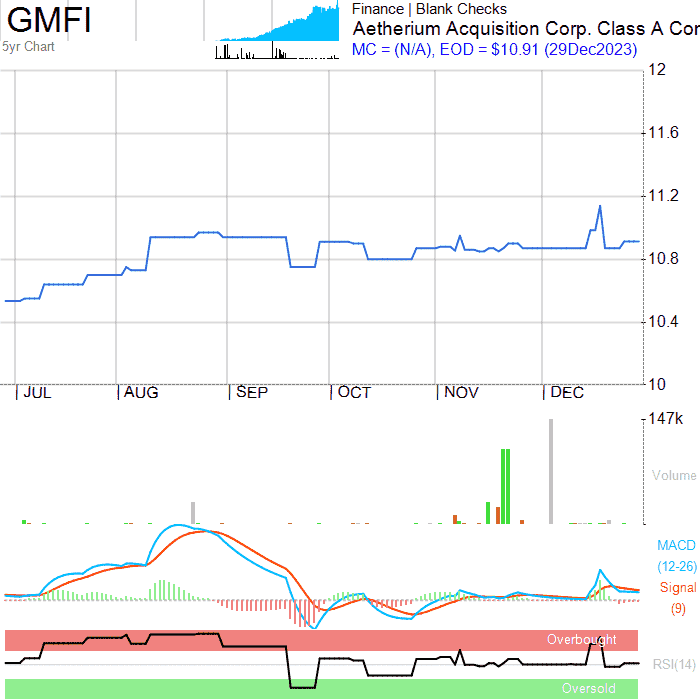 GMFI
5yr Chart
Finance | Blank Checks
Aetherium Acquisition Corp. Class A Cor
MC = (N/A), EOD = $10.91 (29Dec2023)
12
11.6
11.2
10.8
10.4
10
JUL AUG SEP OCT NOV DEC
147k
Volume
MACD
(12-26)
Signal
(9)
Overbought
RSI(14)
Oversold